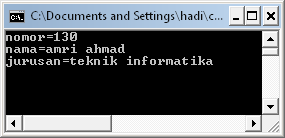 C:\Documents and Settings\hadi\c...
nomor=130
nama=amri ahmad
jurusan=teknik informatika